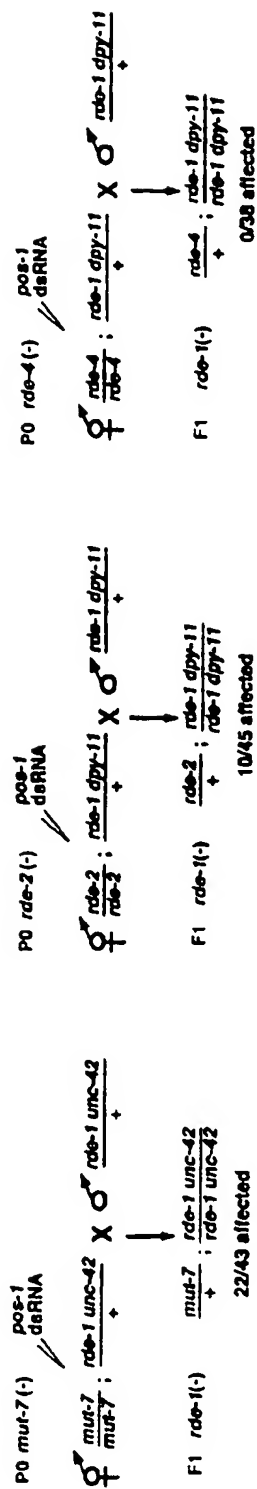 P0 mut-7 (-)
pos-1
dsRNA
mut-7
mut-7
;
rde-1 unc-42
+
X
rde-1 unc-42
+
F1 rde-1(-)
mut-7
+
;
rde-1 unc-42
rde-1 unc-42
22/43 affected
P0 rde-2 (-)
pos-1
dsRNA
rde-2
rde-2
;
rde-1 dpy-11
+
X
rde-1 dpy-11
+
F1 rde-1(-)
rde-2
+
;
rde-1 dpy-11
rde-1 dpy-11
10/45 affected
P0 rde-4 (-)
pos-1
dsRNA
rde-4
rde-4
;
rde-1 dpy-11
+
X
rde-1 dpy-11
+
F1 rde-1(-)
rde-4
+
;
rde-1 dpy-11
rde-1 dpy-11
0/38 affected